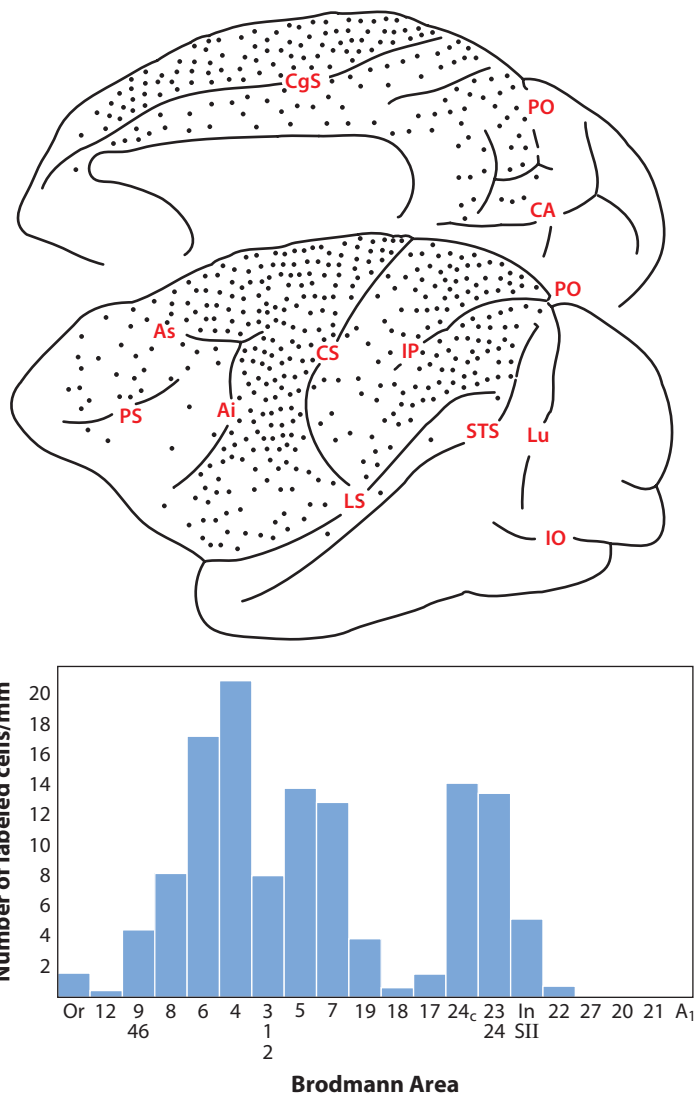 CgS
PO
CA
PO
As
CS
IP
PS
Ai
STS
Lu
LS
IO
Number of labeled cells/mm
20
18
16
14
12
10
8
6
4
2
Or 12 9 8 6 4 3 5 7 19 18 17 24c 23 In 22 27 20 21 A1
46 1 24 SII
2
Brodmann Area